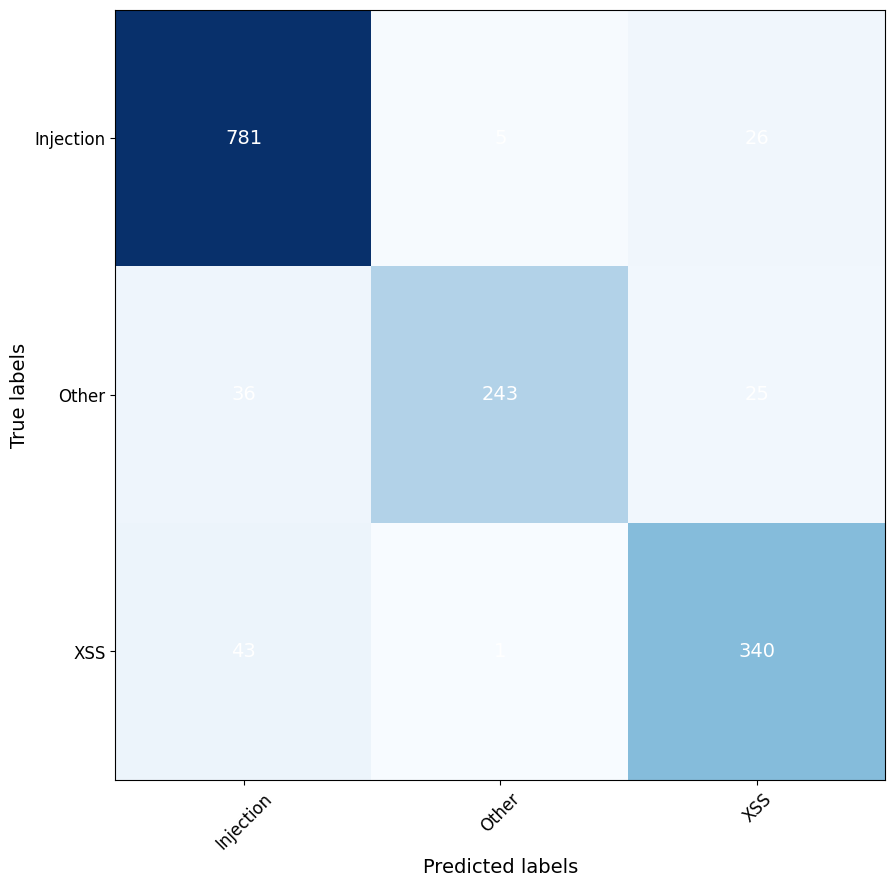 True labels
Injection 781 5 26
Other 36 243 25
XSS 43 1 340
Injection Other XSS
Predicted labels